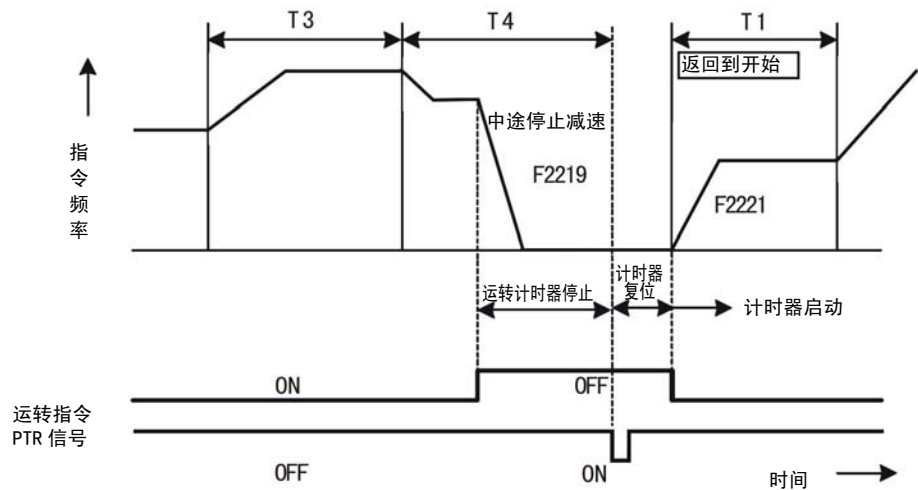 T3
T4
T1
返回到开始
中途停止减速
指令频率
F2219
F2221
运转计时器停止
计时器
复位
计时器启动
ON
OFF
运转指令
PTR 信号
OFF
ON
时间